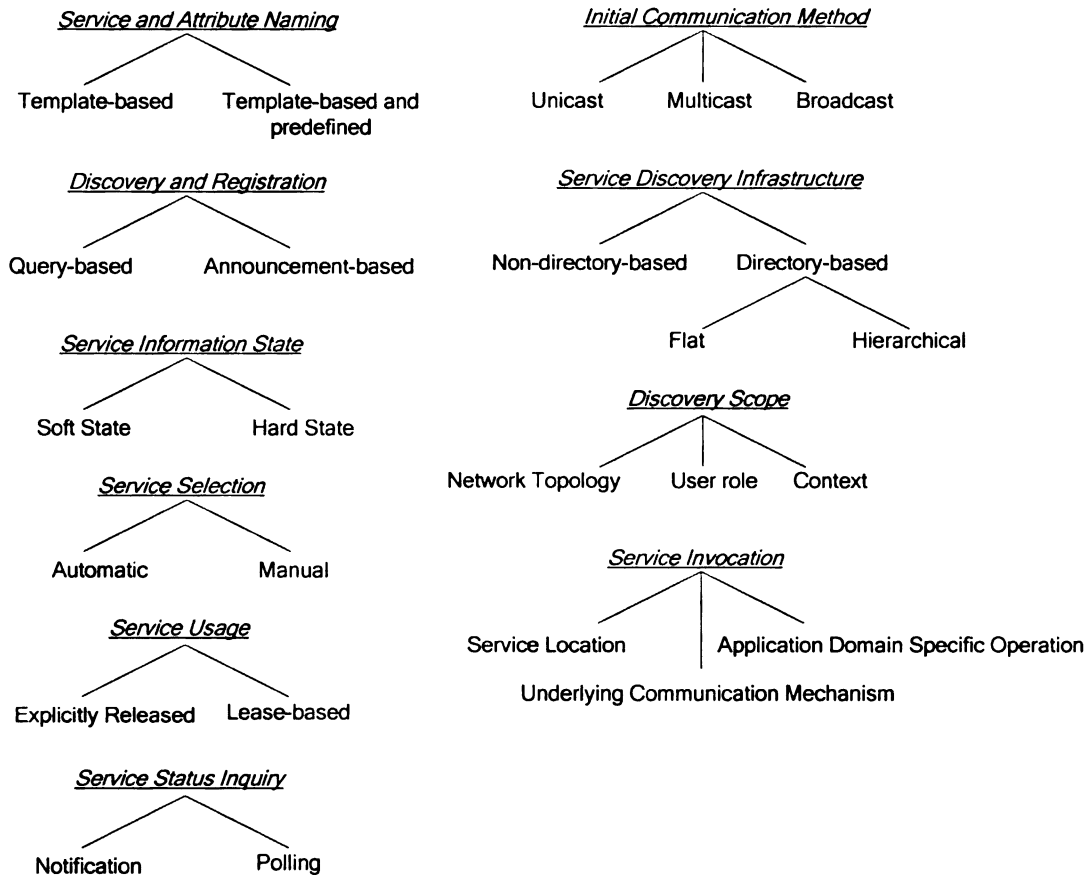 Service and Attribute Naming
Template-based
Template-based and
predefined
Discovery and Registration
Query-based
Announcement-based
Service Information State
Soft State
Hard State
Service Selection
Automatic
Manual
Service Usage
Explicitly Released
Lease-based
Service Status Inquiry
Notification
Polling
Initial Communication Method
Unicast
Multicast
Broadcast
Service Discovery Infrastructure
Non-directory-based
Directory-based
Flat
Hierarchical
Discovery Scope
Network Topology
User role
Context
Service Invocation
Service Location
Application Domain Specific Operation
Underlying Communication Mechanism